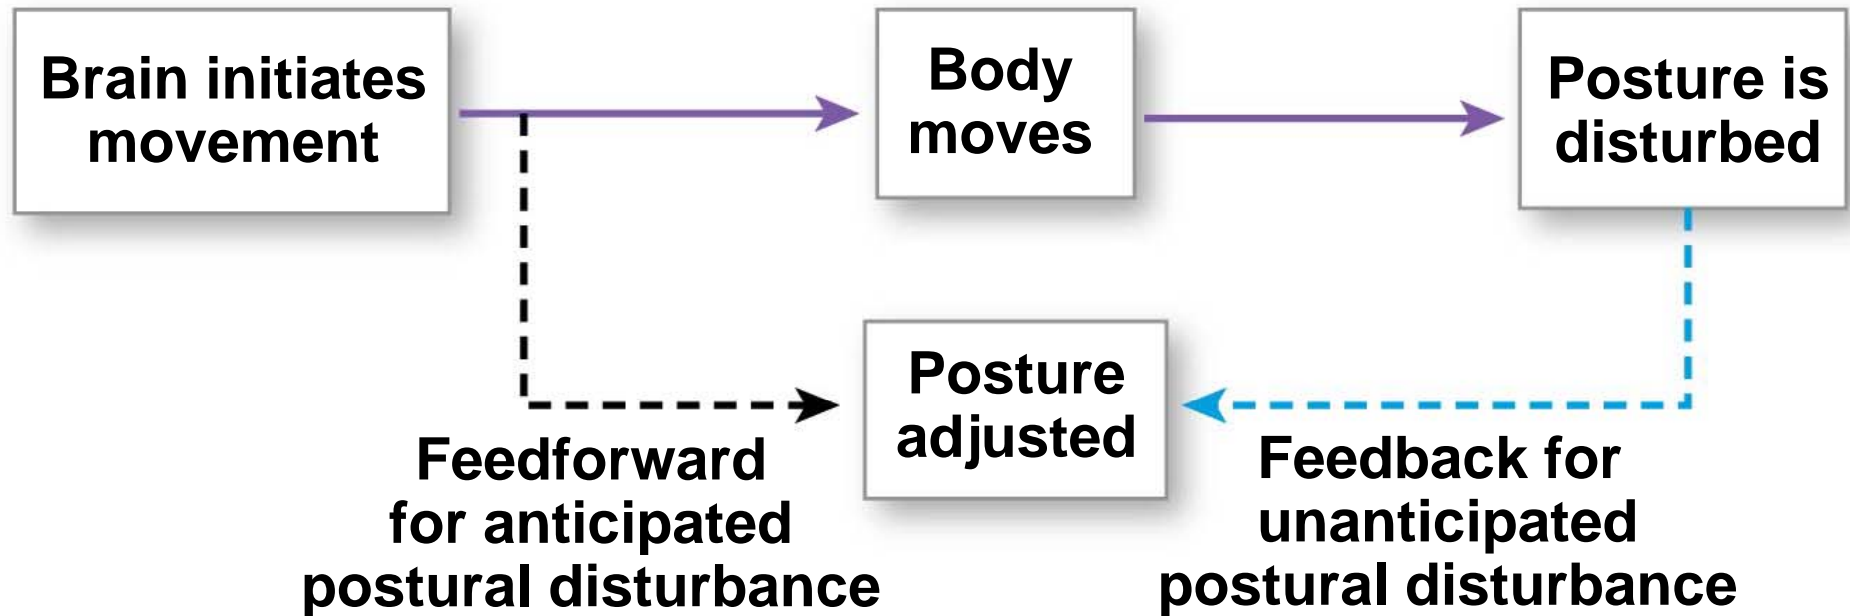 Brain initiates
movement
Body
moves
Posture is
disturbed
Posture
adjusted
Feedforward
for anticipated
postural disturbance
Feedback for
unanticipated
postural disturbance